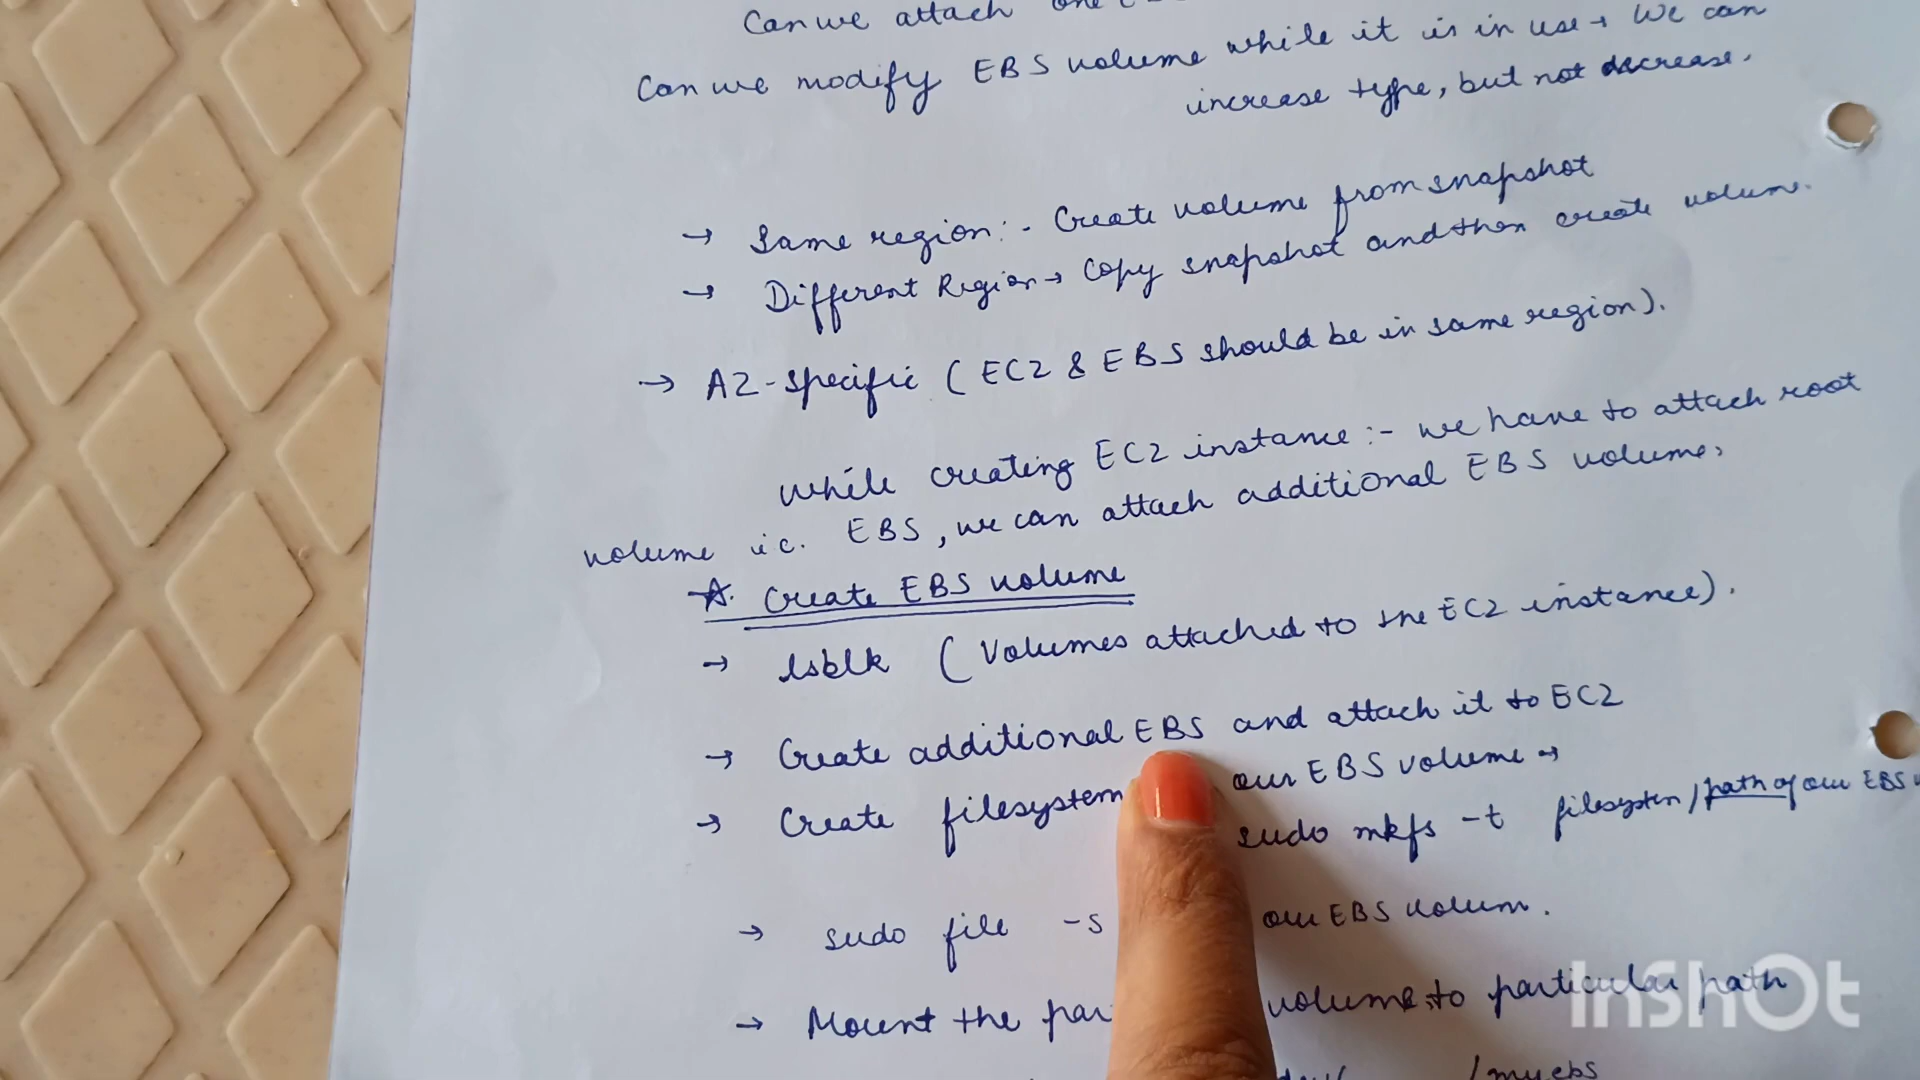 Can we attach one
Can we modify EBS volume while it is in use → We can
increase type, but not decrease.
→ Same region:- Create volume from snapshot
→ Different Region → Copy snapshot and then create volum.
→ AZ-specific (EC2 & EBS should be in same region).
While creating EC2 instance :- we have to attach root
volume i.e. EBS, we can attach additional EBS volume.
A. Create EBS volume
→ lsblk (Volumes attached to the EC2 instance).
→ Create additional EBS and attach it to EC2
→ Create filesystem our EBS volume →
sudo mkfs -t filesystem/path of our EBS
→ sudo file -s our EBS volum.
→ Mount the volume to particular path
/myebs
InShOt